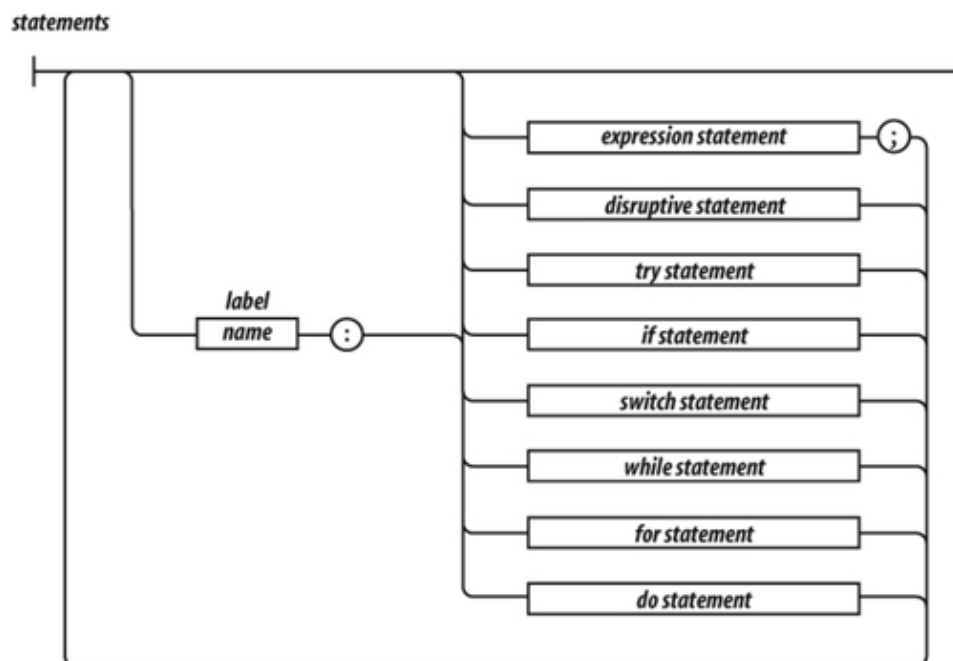 statements
expression statement ;
disruptive statement
try statement
label
name :
if statement
switch statement
while statement
for statement
do statement